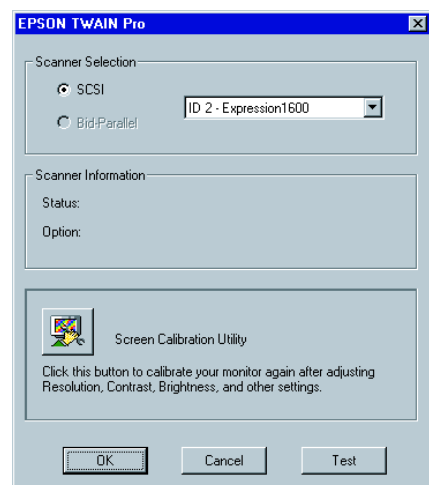 EPSON TWAIN Pro
Scanner Selection
SCSI
ID 2 - Expression1600
Bid-Parallel
Scanner Information
Status:
Option:
Screen Calibration Utility
Click this button to calibrate your monitor again after adjusting
Resolution, Contrast, Brightness, and other settings.
OK
Cancel
Test